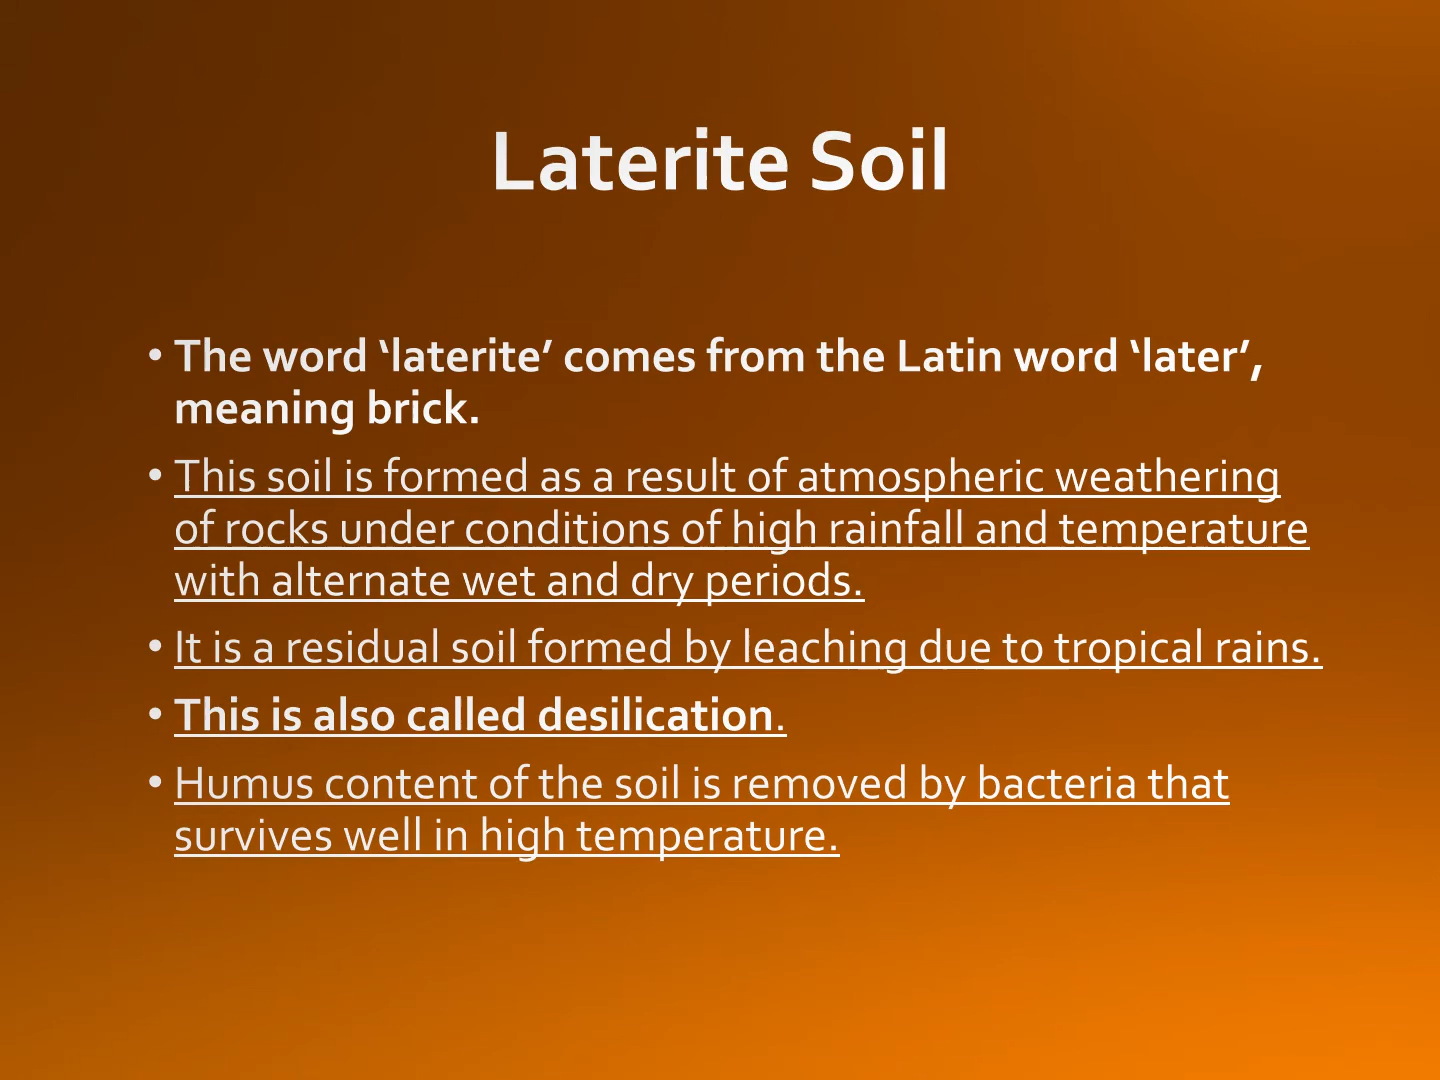 Laterite Soil
• The word ‘laterite’ comes from the Latin word ‘later’,
meaning brick.
• This soil is formed as a result of atmospheric weathering
of rocks under conditions of high rainfall and temperature
with alternate wet and dry periods.
• It is a residual soil formed by leaching due to tropical rains.
• This is also called desilication.
• Humus content of the soil is removed by bacteria that
survives well in high temperature.